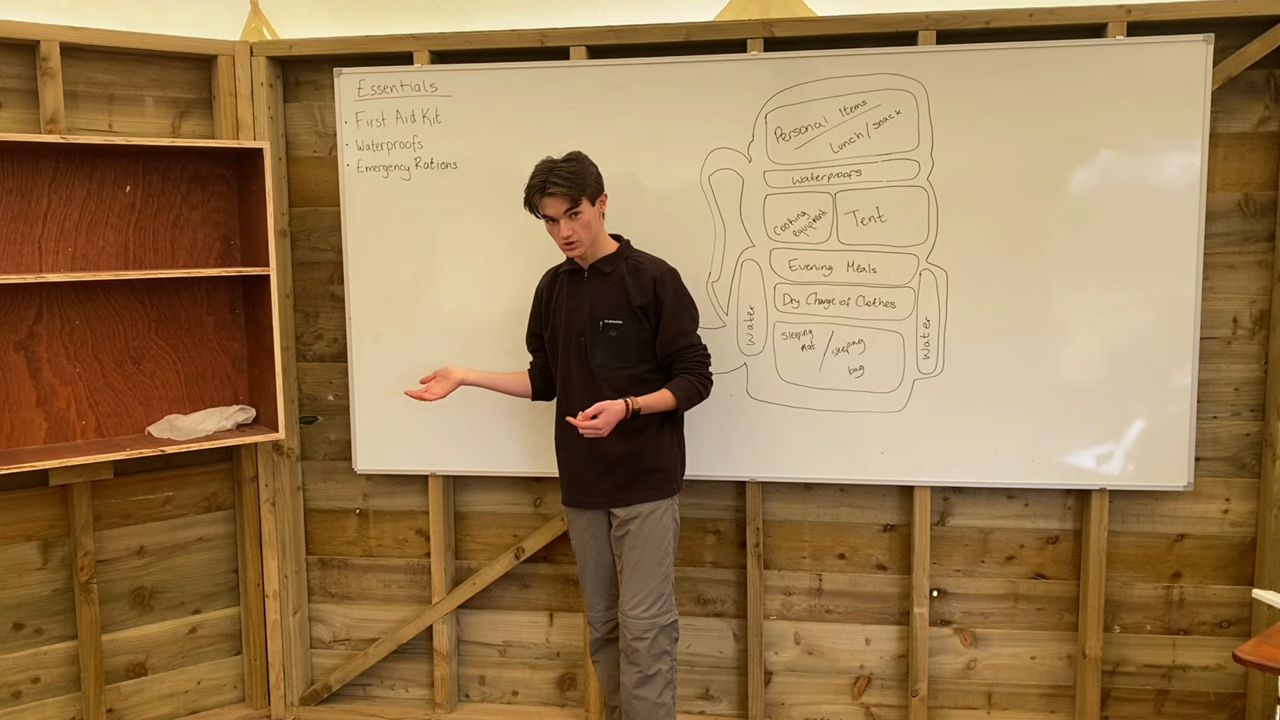 Essentials
· First Aid Kit
· Waterproofs
· Emergency Rations
Personal Items
Lunch/snack
Waterproofs
Cooking
equipment
Tent
Evening Meals
Dry Change of Clothes
Water
Water
Sleeping
mat
/ sleeping
bag